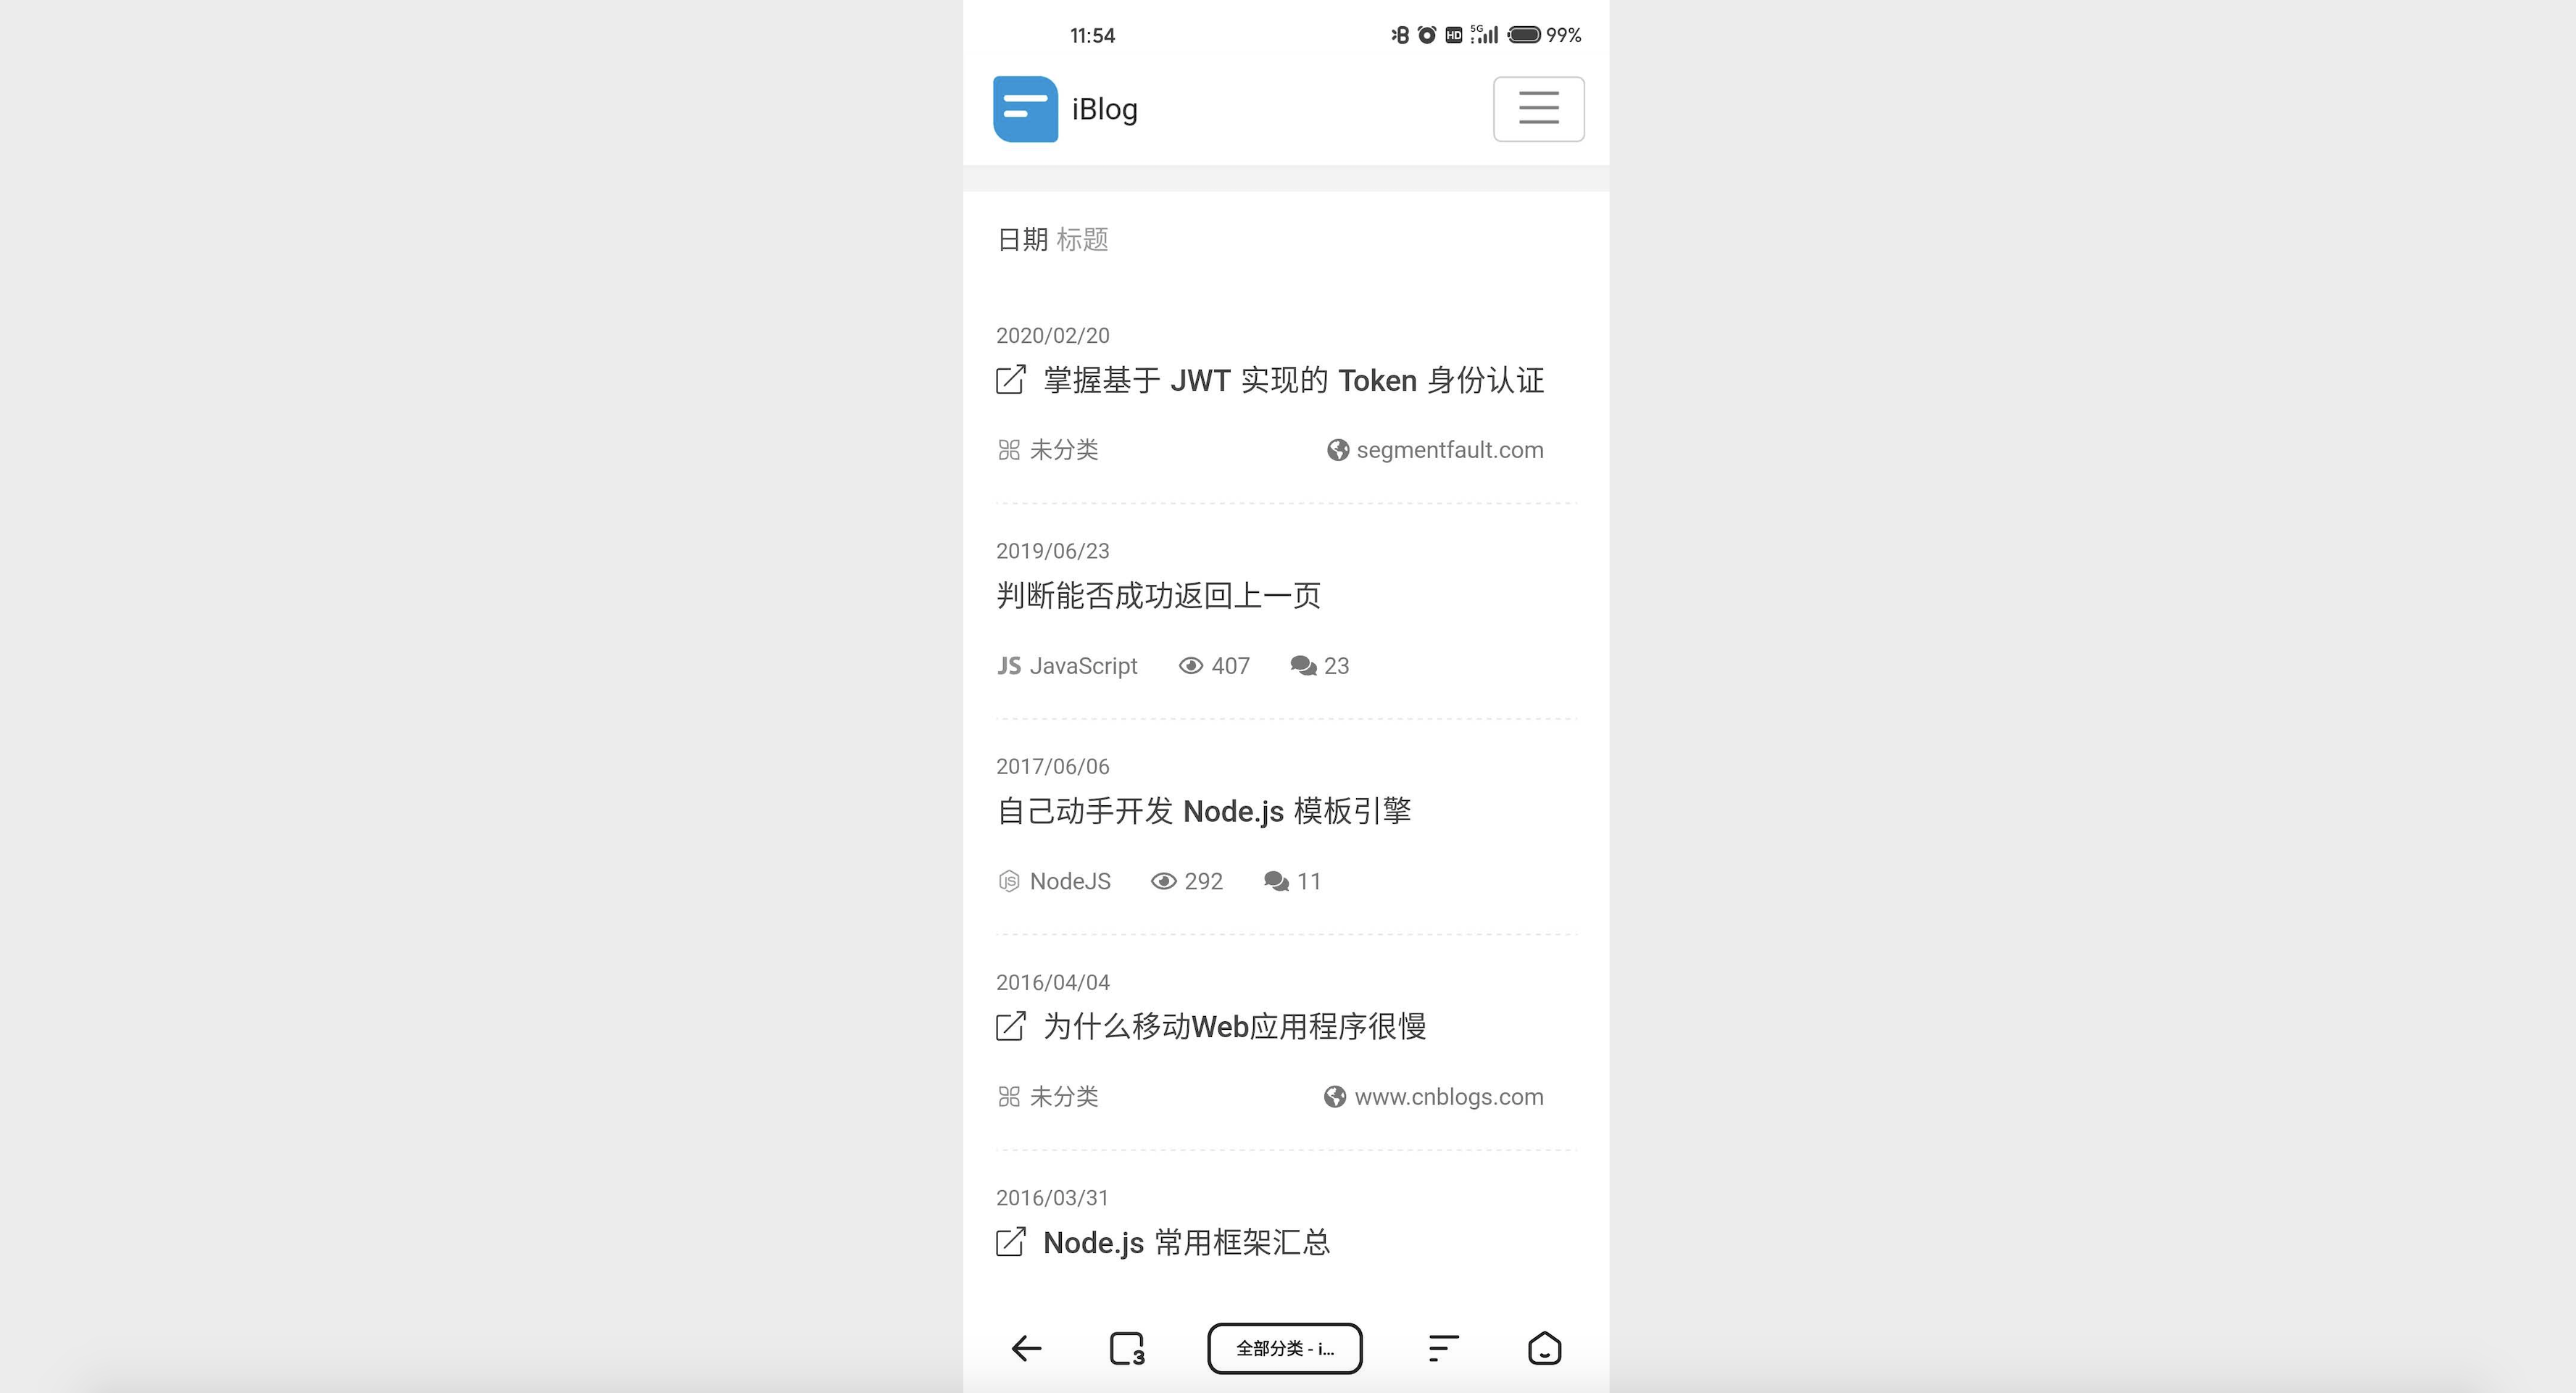 11:54
HD 5G 99%
iBlog
日期 标题
2020/02/20
掌握基于 JWT 实现的 Token 身份认证
未分类 segmentfault.com
2019/06/23
判断能否成功返回上一页
JS JavaScript 407 23
2017/06/06
自己动手开发 Node.js 模板引擎
NodeJS 292 11
2016/04/04
为什么移动Web应用程序很慢
未分类 www.cnblogs.com
2016/03/31
Node.js 常用框架汇总
3 全部分类 - i...